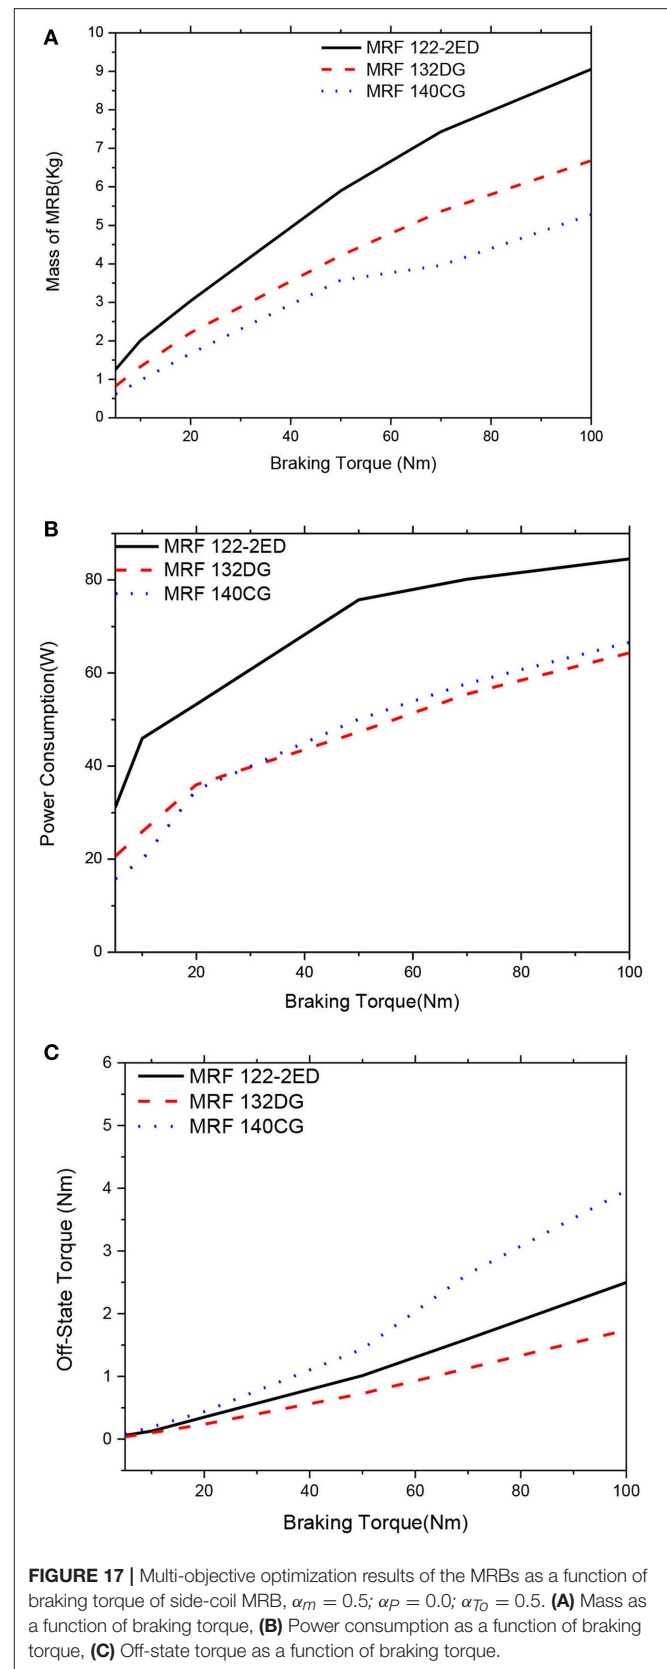 A
10
9
8
7
6
5
4
3
2
1
0
Mass of MRB(Kg)
MRF 122-2ED
MRF 132DG
MRF 140CG
20 40 60 80 100
Braking Torque (Nm)
B
80
60
40
20
0
Power Consumption(W)
MRF 122-2ED
MRF 132DG
MRF 140CG
20 40 60 80 100
Braking Torque(Nm)
C
6
5
4
3
2
1
0
Off-State Torque (Nm)
MRF 122-2ED
MRF 132DG
MRF 140CG
20 40 60 80 100
Braking Torque(Nm)
FIGURE 17 | Multi-objective optimization results of the MRBs as a function of
braking torque of side-coil MRB, αm = 0.5; αP = 0.0; αTo = 0.5. (A) Mass as
a function of braking torque, (B) Power consumption as a function of braking
torque, (C) Off-state torque as a function of braking torque.